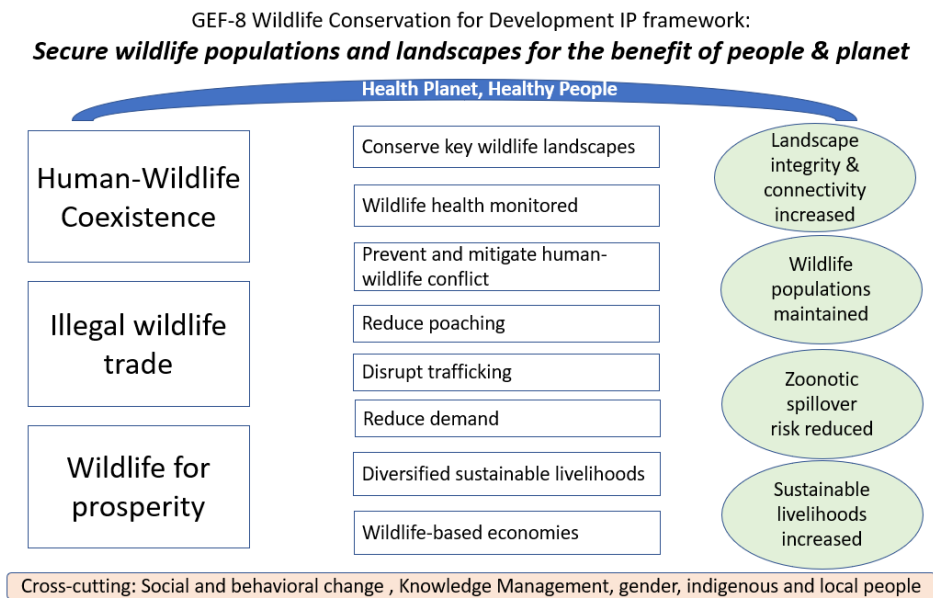 GEF-8 Wildlife Conservation for Development IP framework:
Secure wildlife populations and landscapes for the benefit of people & planet
Health Planet, Healthy People
Human-Wildlife
Coexistence
Illegal wildlife
trade
Wildlife for
prosperity
Conserve key wildlife landscapes
Wildlife health monitored
Prevent and mitigate human-
wildlife conflict
Reduce poaching
Disrupt trafficking
Reduce demand
Diversified sustainable livelihoods
Wildlife-based economies
Landscape
integrity &
connectivity
increased
Wildlife
populations
maintained
Zoonotic
spillover
risk reduced
Sustainable
livelihoods
increased
Cross-cutting: Social and behavioral change , Knowledge Management, gender, indigenous and local people